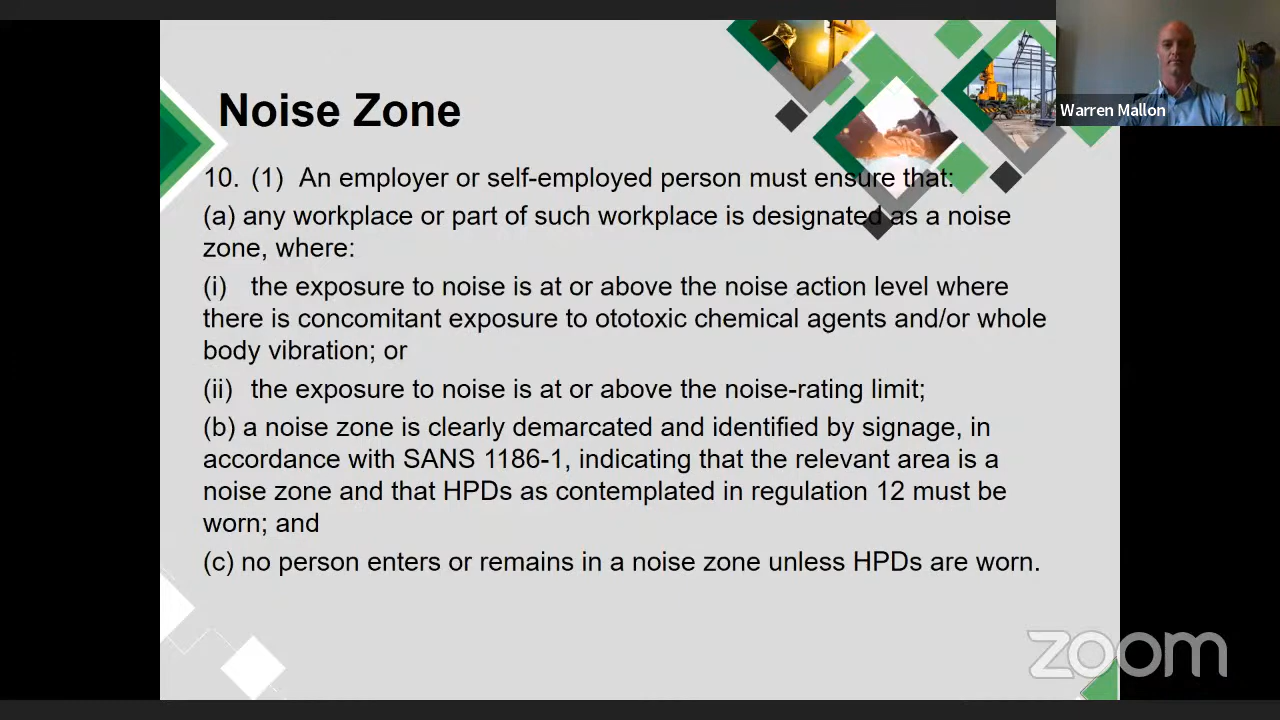 Noise Zone
Warren Mallon
10. (1) An employer or self-employed person must ensure that:
(a) any workplace or part of such workplace is designated as a noise
zone, where:
(i) the exposure to noise is at or above the noise action level where
there is concomitant exposure to ototoxic chemical agents and/or whole
body vibration; or
(ii) the exposure to noise is at or above the noise-rating limit;
(b) a noise zone is clearly demarcated and identified by signage, in
accordance with SANS 1186-1, indicating that the relevant area is a
noise zone and that HPDs as contemplated in regulation 12 must be
worn; and
(c) no person enters or remains in a noise zone unless HPDs are worn.
zoom